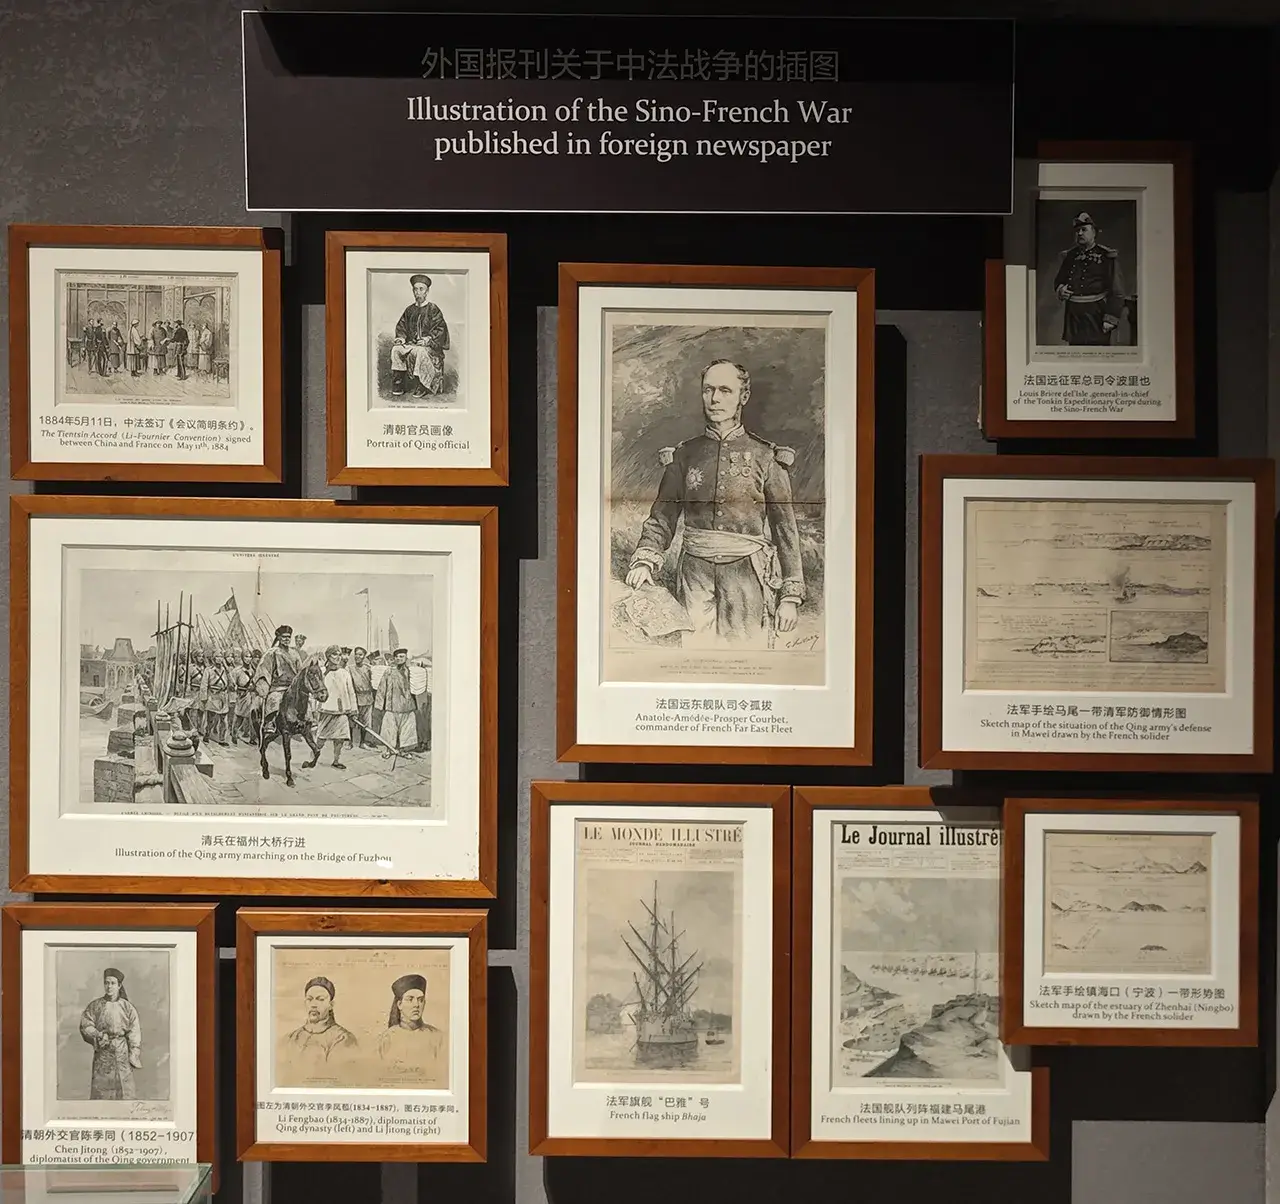 外国报刊关于中法战争的插图
Illustration of the Sino-French War
published in foreign newspaper
1884年5月11日，中法签订《会议简明条约》。
The Tientsin Accord (Li-Fournier Convention) signed
between China and France on May 11th, 1884
清朝官员画像
Portrait of Qing official
法国远东舰队司令孤拔
Anatole-Amédée-Prosper Courbet,
commander of French Far East Fleet
法国远征军总司令波里也
Louis Brière del'Isle ,general-in-chief
of the Tonkin Expeditionary Corps during
the Sino-French War
L'UNIVERS ILLUSTRÉ
清兵在福州大桥行进
Illustration of the Qing army marching on the Bridge of Fuzhou
法军手绘马尾一带清军防御情形图
Sketch map of the situation of the Qing army's defense
in Mawei drawn by the French solider
清朝外交官陈季同（1852-1907
Chen Jitong (1852-1907),
diplomatist of the Qing government
图左为清朝外交官李凤苞(1834-1887)，图右为陈季同。
Li Fengbao (1834-1887), diplomatist of
Qing dynasty (left) and Li Jitong (right)
LE MONDE ILLUSTRÉ
JOURNAL HEBDOMADAIRE
法军旗舰“巴雅”号
French flag ship Bhaja
Le Journal illustré
法国舰队列阵福建马尾港
French fleets lining up in Mawei Port of Fujian
法军手绘镇海口（宁波）一带形势图
Sketch map of the estuary of Zhenhai (Ningbo)
drawn by the French solider